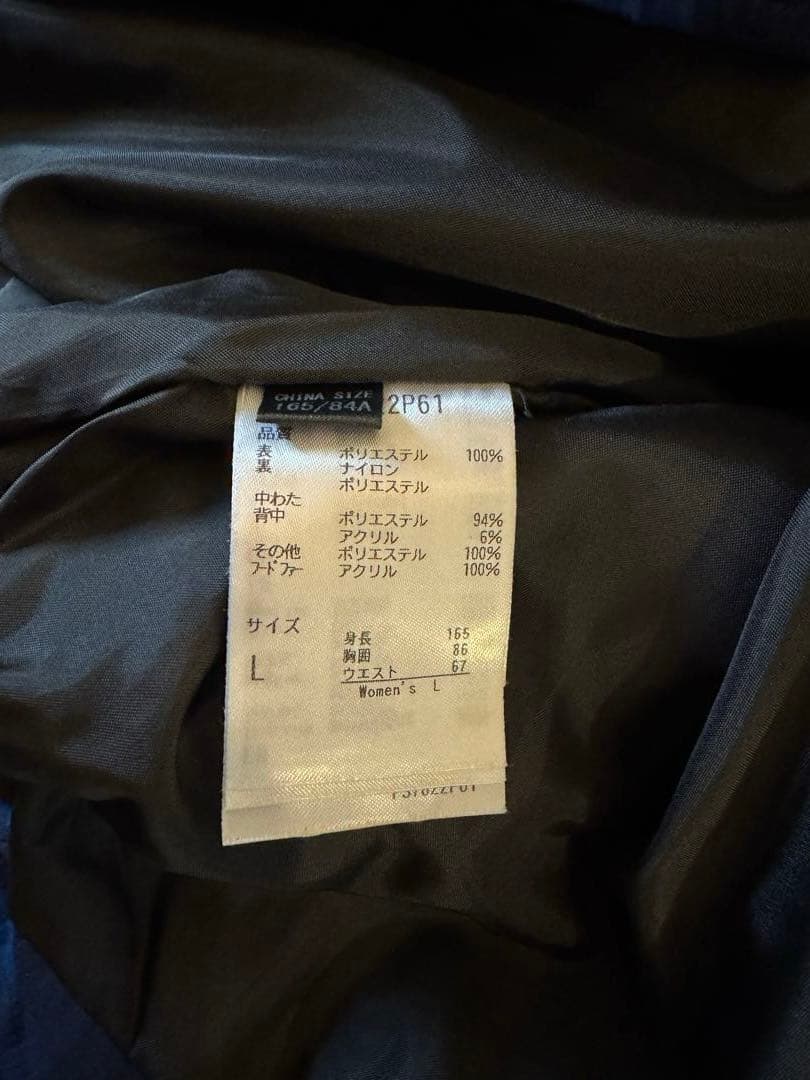 CHINA SIZE
165/84A
2P61
品質
表 ポリエステル 100%
裏 ナイロン
ポリエステル
中わた
背中 ポリエステル 94%
アクリル 6%
その他 ポリエステル 100%
フードファー アクリル 100%
サイズ
L
身長 165
胸囲 86
ウエスト 67
Women's L